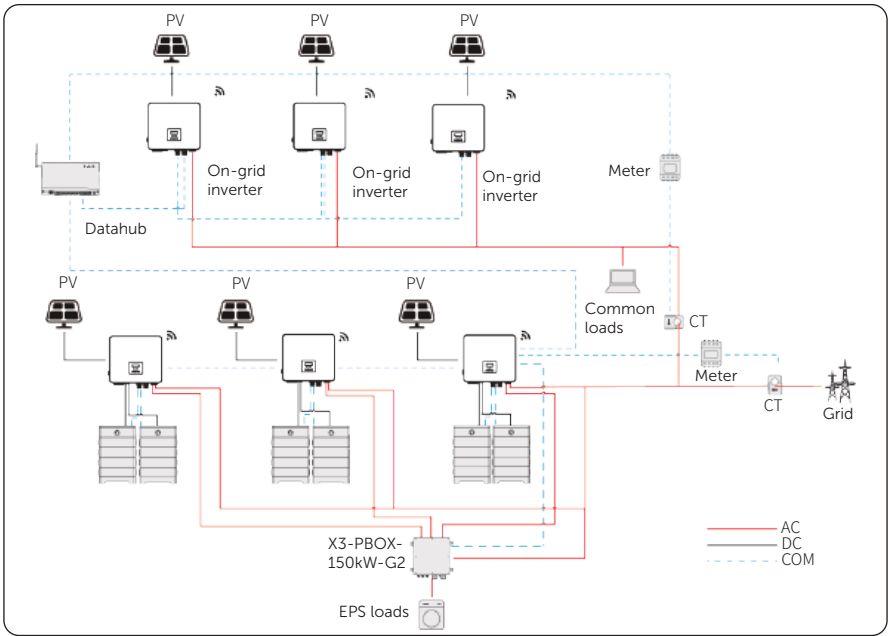 PV
PV
PV
On-grid
inverter
On-grid
inverter
On-grid
inverter
Meter
Datahub
PV
PV
PV
Common
loads
CT
Meter
CT
Grid
X3-PBOX-
150kW-G2
EPS loads
AC
DC
COM